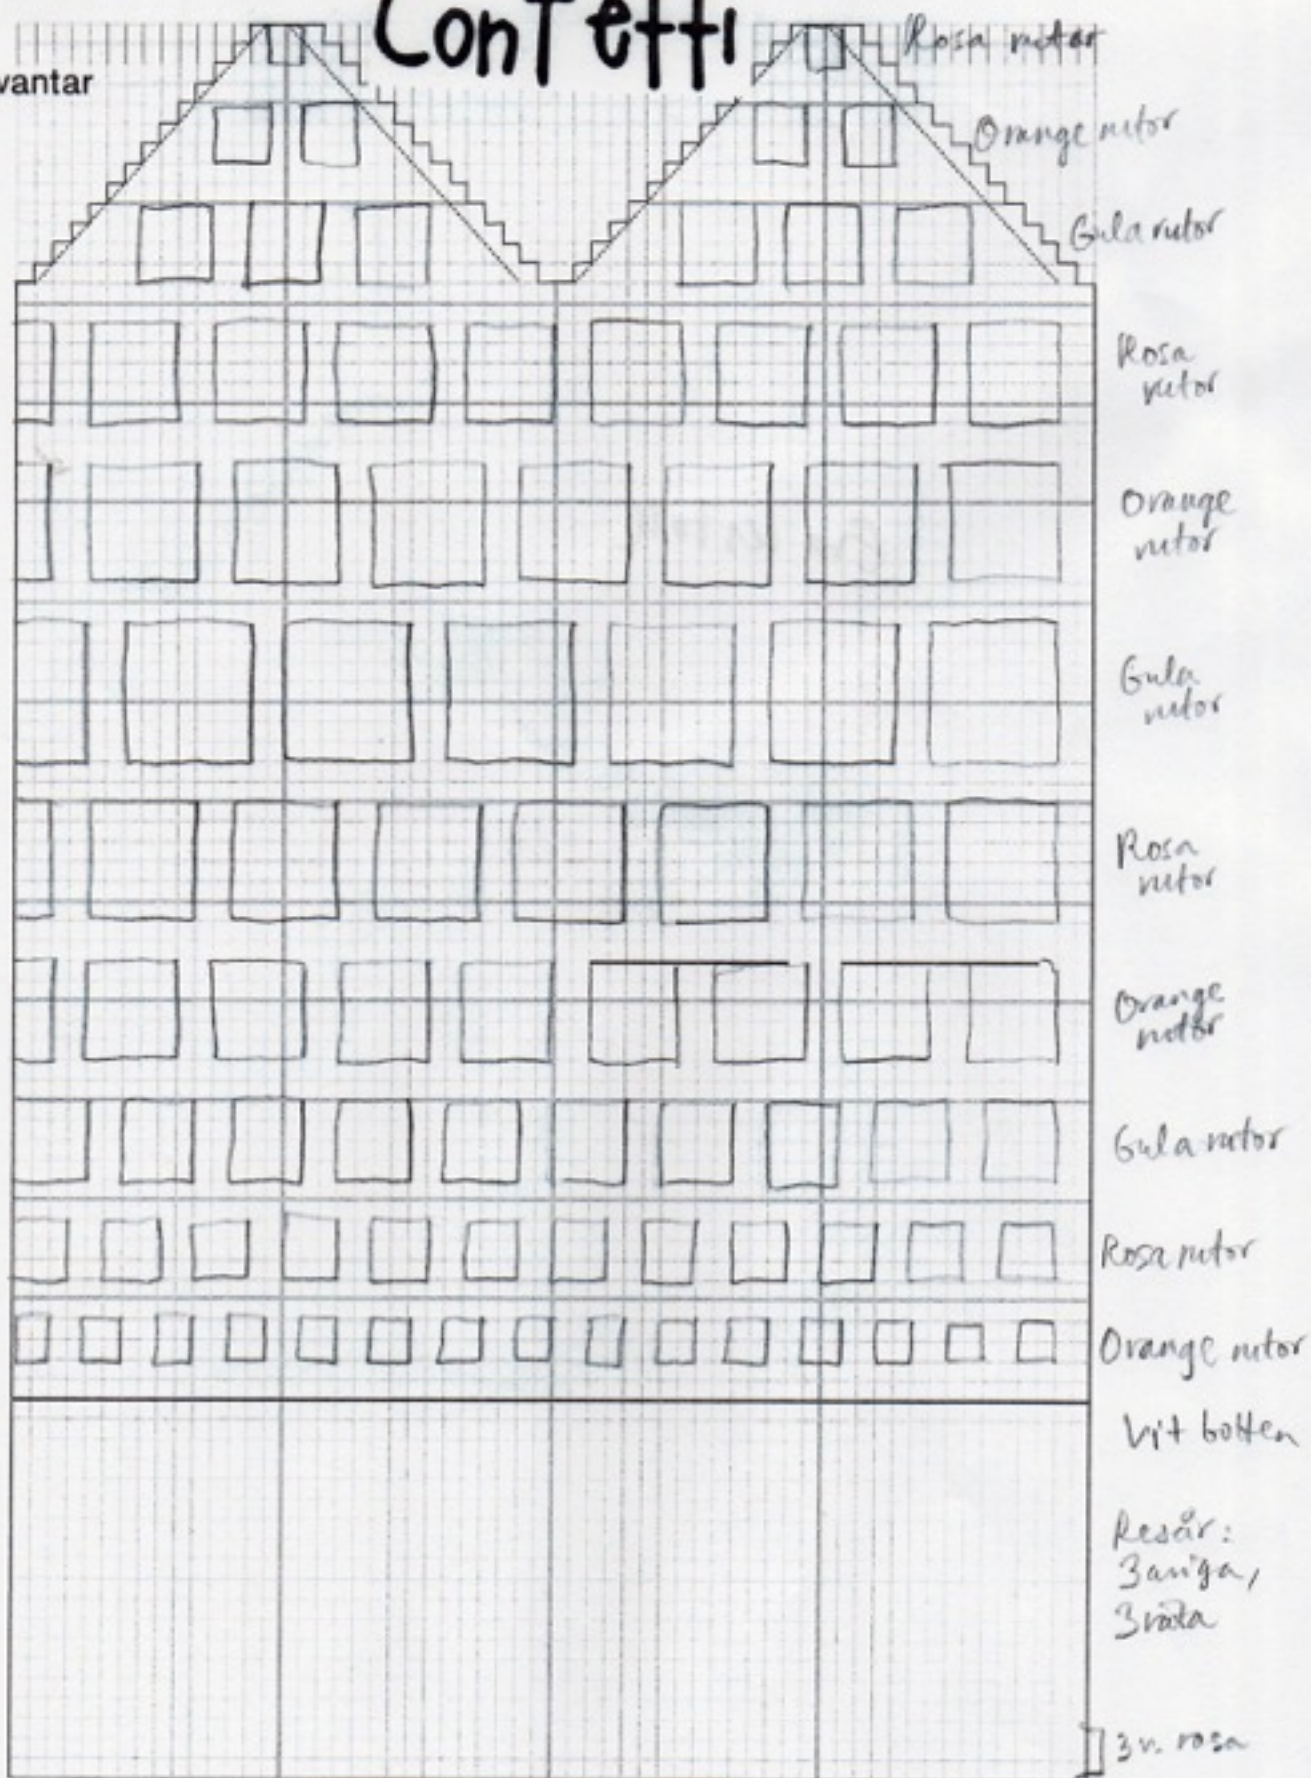 Confetti
vantar
Rosa rutor
Orange rutor
Gula rutor
Rosa
rutor
Orange
rutor
Gula
rutor
Rosa
rutor
Orange
rutor
Gula rutor
Rosa rutor
Orange rutor
Vit botten
Resår:
3 aviga,
3 räta
3 v. rosa